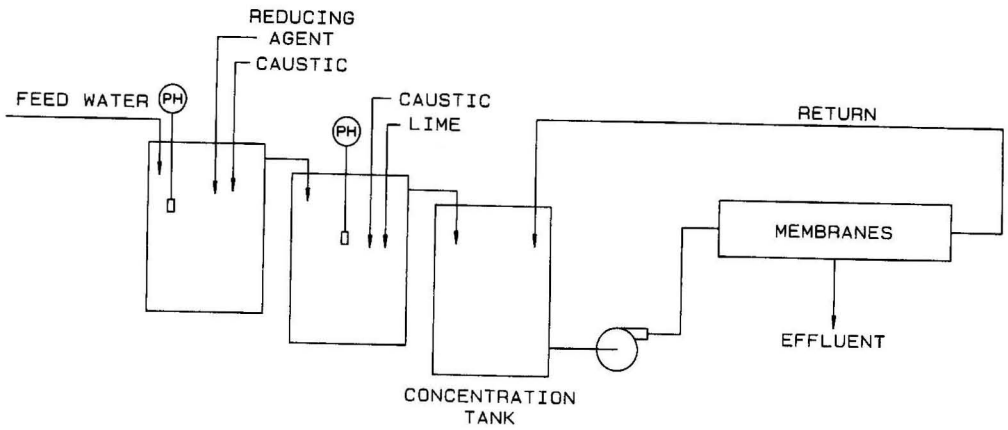 REDUCING
AGENT
CAUSTIC
FEED WATER
PH
PH
CAUSTIC
LIME
RETURN
MEMBRANES
EFFLUENT
CONCENTRATION
TANK